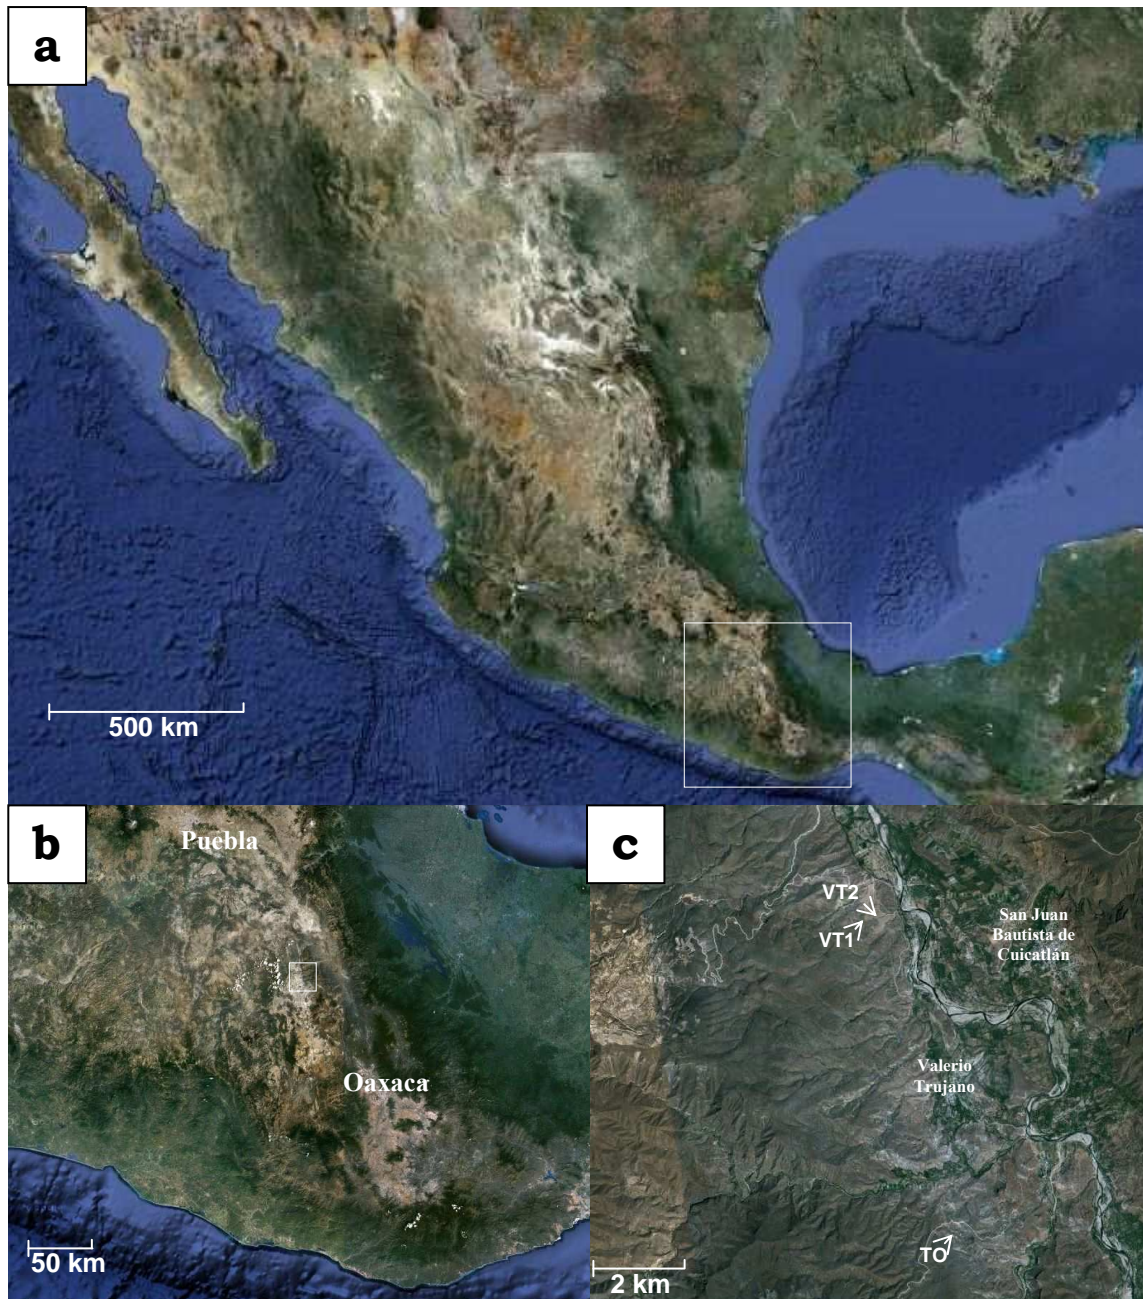 a
500 km
b
Puebla
Oaxaca
50 km
c
VT2
VT1
San Juan
Bautista de
Cuicatlán
Valerio
Trujano
TO
2 km